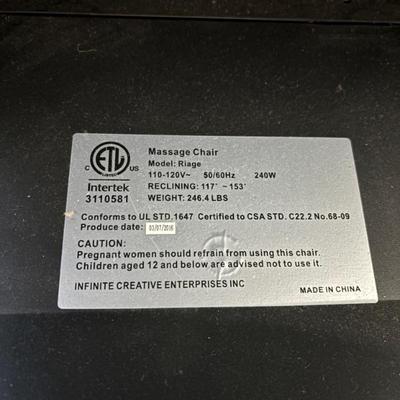 Massage Chair
Model: Riage
110-120V~ 50/60Hz 240W
RECLINING: 117° ~ 153°
WEIGHT: 246.4 LBS
C ETL US
LISTED
Intertek
3110581
Conforms to UL STD.1647 Certified to CSA STD. C22.2 No.68-09
Produce date: 03/07/2016
CAUTION:
Pregnant women should refrain from using this chair.
Children aged 12 and below are advised not to use it.
INFINITE CREATIVE ENTERPRISES INC
MADE IN CHINA